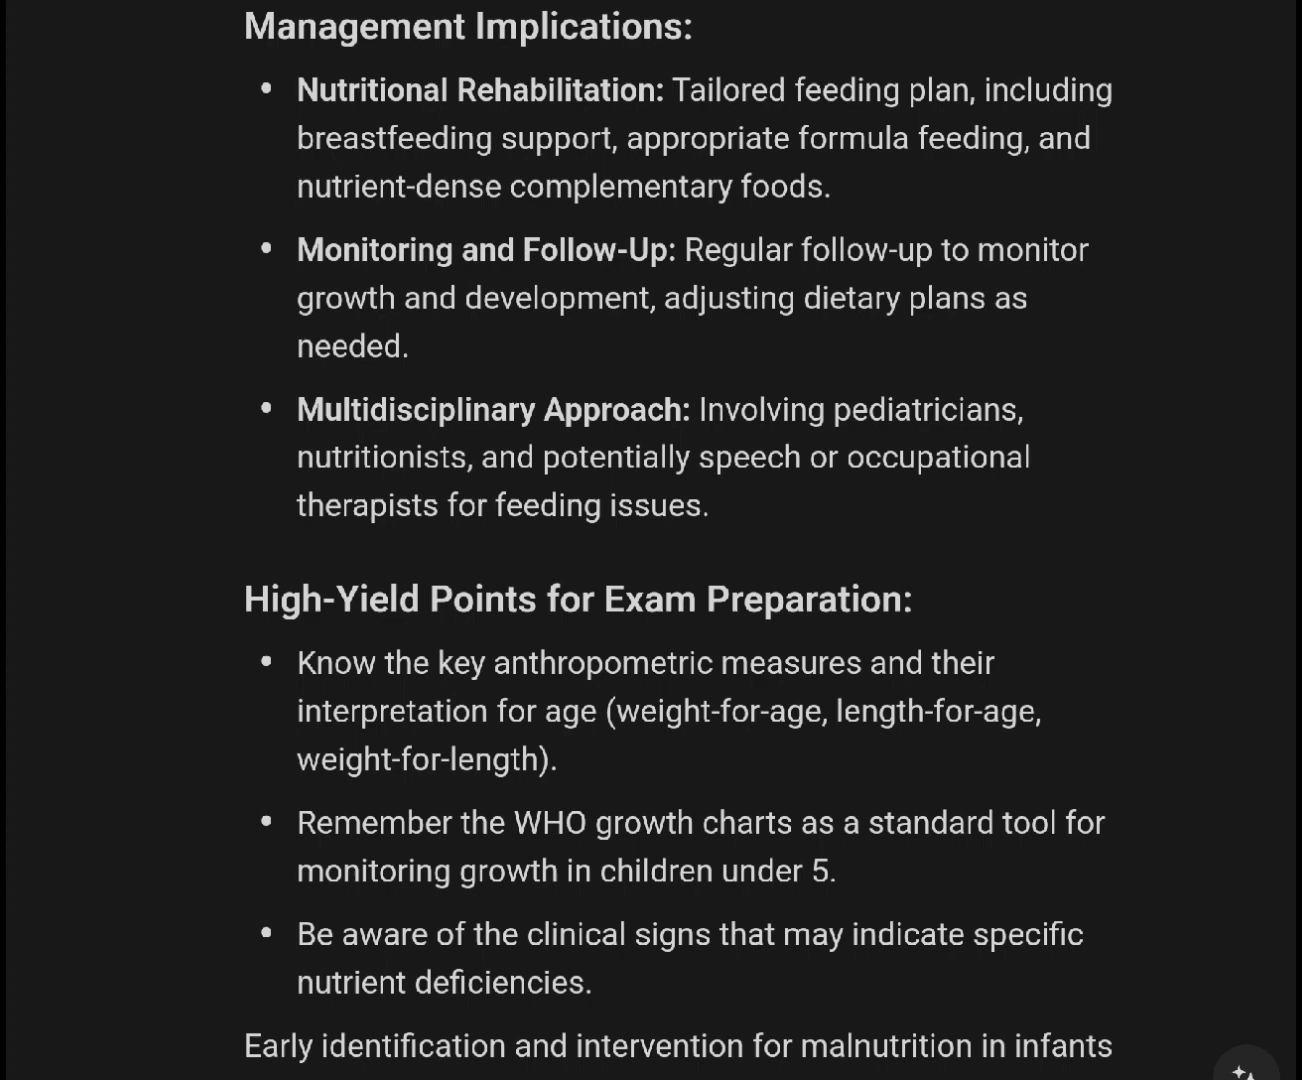 Management Implications:
• Nutritional Rehabilitation: Tailored feeding plan, including
breastfeeding support, appropriate formula feeding, and
nutrient-dense complementary foods.
• Monitoring and Follow-Up: Regular follow-up to monitor
growth and development, adjusting dietary plans as
needed.
• Multidisciplinary Approach: Involving pediatricians,
nutritionists, and potentially speech or occupational
therapists for feeding issues.
High-Yield Points for Exam Preparation:
• Know the key anthropometric measures and their
interpretation for age (weight-for-age, length-for-age,
weight-for-length).
• Remember the WHO growth charts as a standard tool for
monitoring growth in children under 5.
• Be aware of the clinical signs that may indicate specific
nutrient deficiencies.
Early identification and intervention for malnutrition in infants